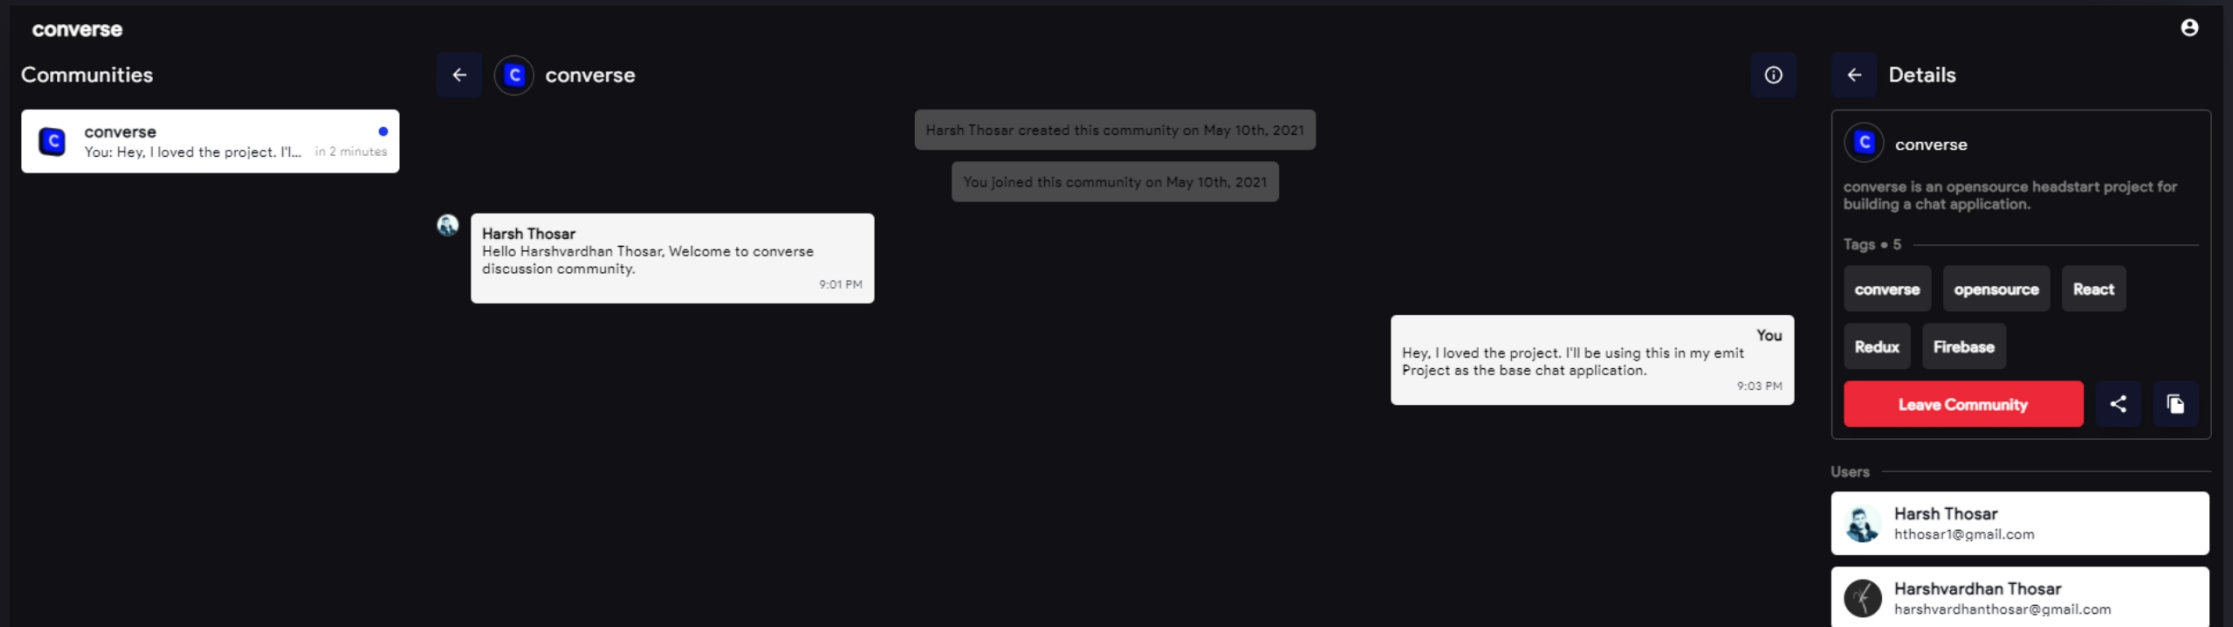 converse
Communities
converse
You: Hey, I loved the project. I'l...
in 2 minutes
converse
Harsh Thosar created this community on May 10th, 2021
You joined this community on May 10th, 2021
Harsh Thosar
Hello Harshvardhan Thosar, Welcome to converse
discussion community.
9:01 PM
You
Hey, I loved the project. I'll be using this in my emit
Project as the base chat application.
9:03 PM
Details
converse
converse is an opensource headstart project for
building a chat application.
Tags • 5
converse opensource React
Redux Firebase
Leave Community
Users
Harsh Thosar
hthosar1@gmail.com
Harshvardhan Thosar
harshvardhanthosar@gmail.com